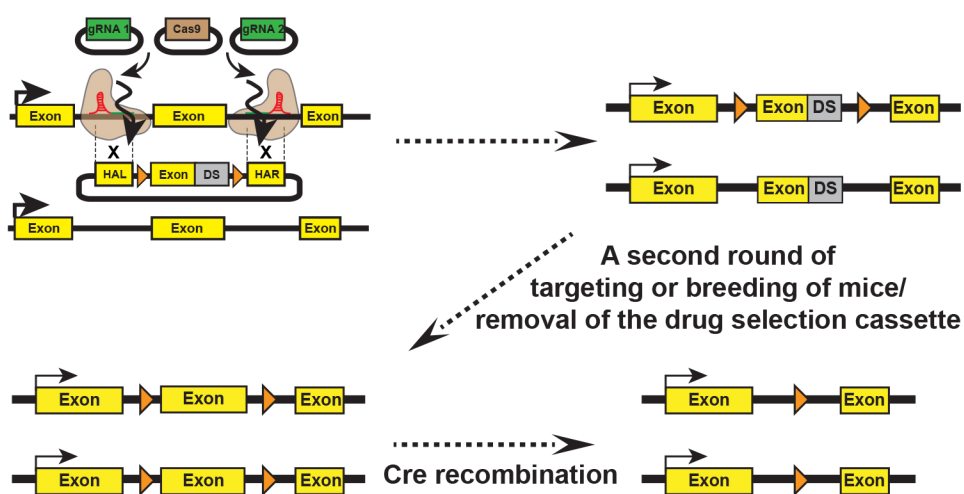 gRNA 1 Cas9 gRNA 2
Exon Exon Exon
X X
HAL Exon DS HAR
Exon Exon Exon
Exon Exon DS Exon
Exon Exon DS Exon
A second round of
targeting or breeding of mice/
removal of the drug selection cassette
Exon Exon Exon
Exon Exon Exon
Cre recombination
Exon Exon
Exon Exon